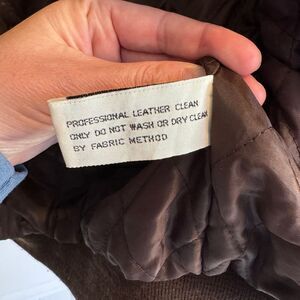 PROFESSIONAL LEATHER CLEAN
ONLY DO NOT WASH OR DRY CLEAN
BY FABRIC METHOD